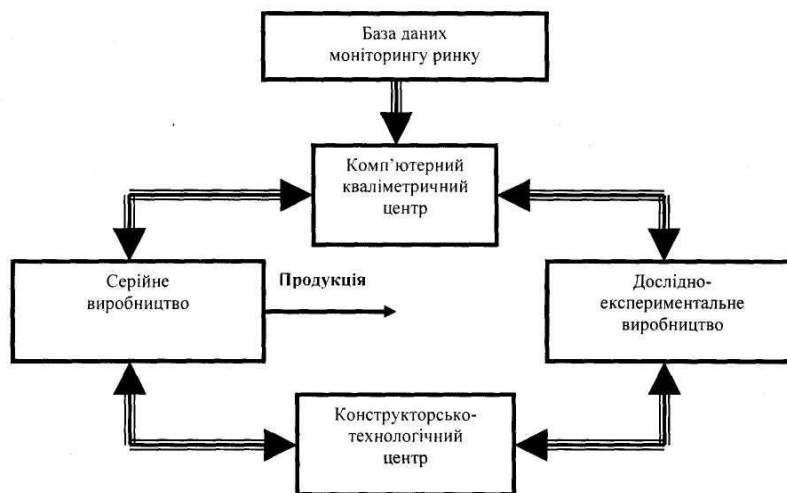 База даних
моніторингу ринку
Комп’ютерний
кваліметричний
центр
Серійне
виробництво
Продукція
Дослідно-
експериментальне
виробництво
Конструкторсько-
технологічний
центр